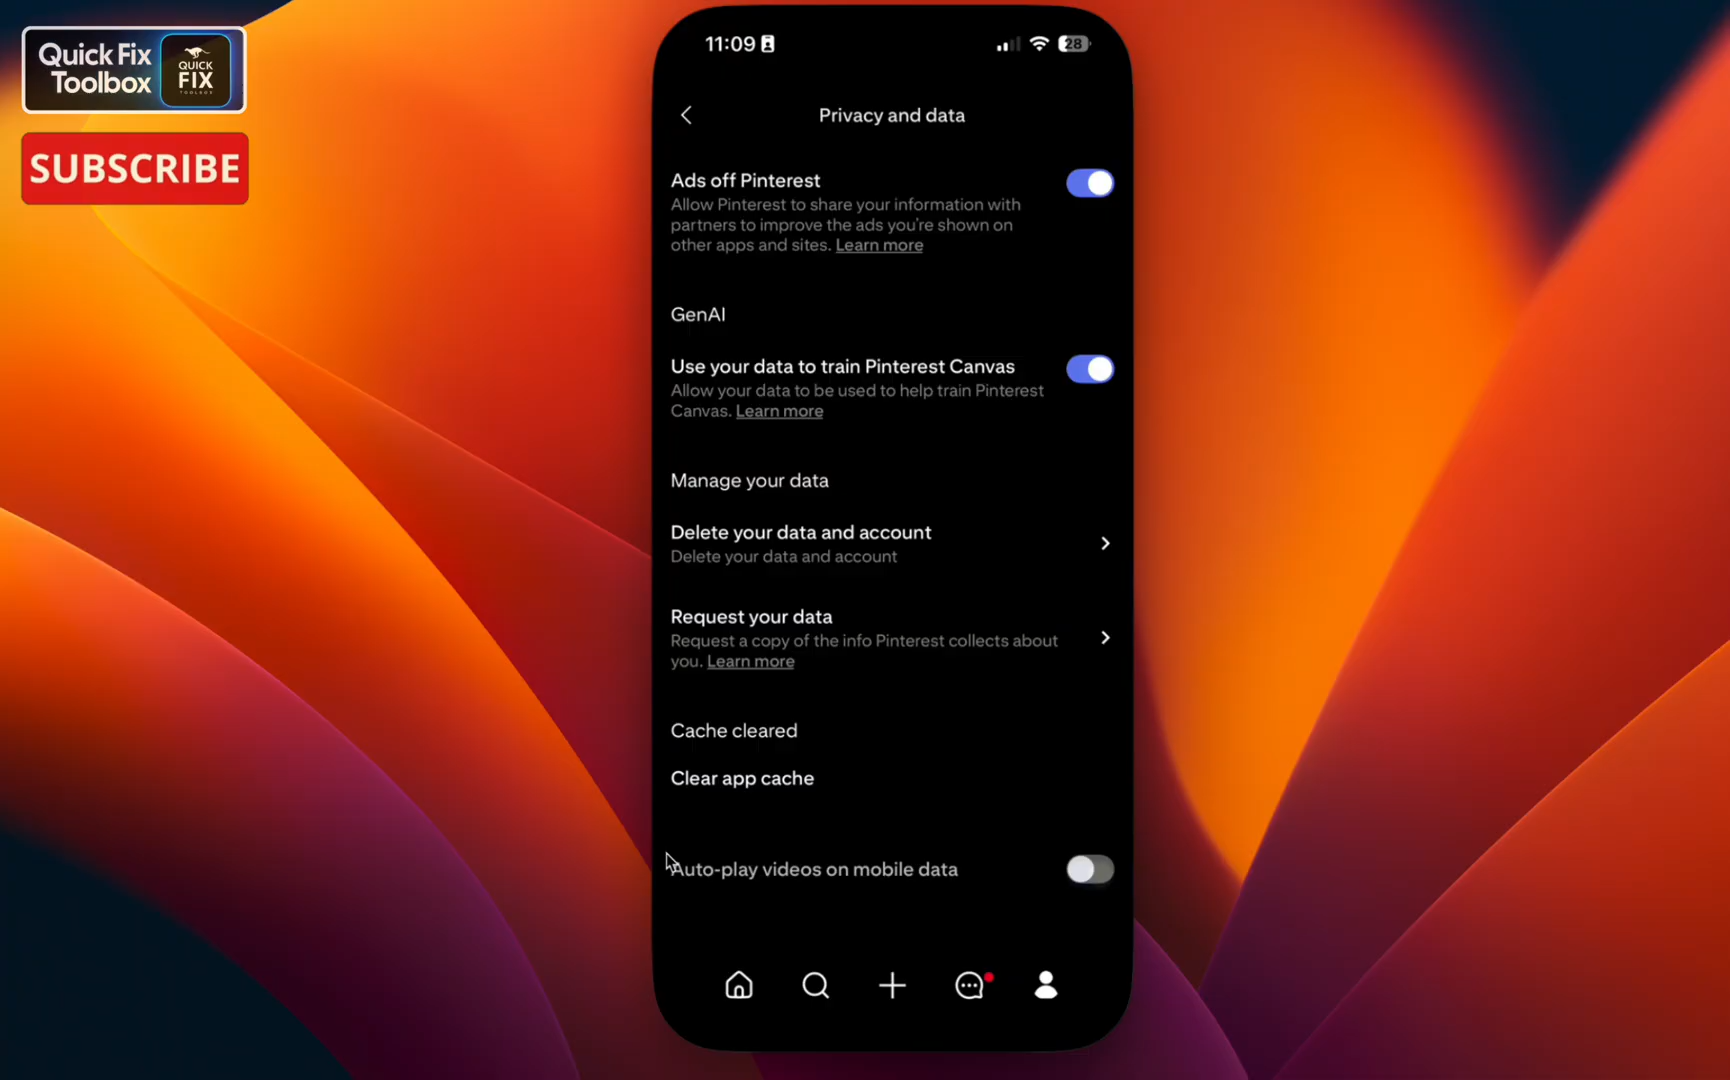 Quick Fix
Toolbox
QUICK
FIX
SUBSCRIBE
11:09
28
Privacy and data
Ads off Pinterest
Allow Pinterest to share your information with
partners to improve the ads you're shown on
other apps and sites. Learn more
GenAI
Use your data to train Pinterest Canvas
Allow your data to be used to help train Pinterest
Canvas. Learn more
Manage your data
Delete your data and account
Delete your data and account
Request your data
Request a copy of the info Pinterest collects about
you. Learn more
Cache cleared
Clear app cache
Auto-play videos on mobile data